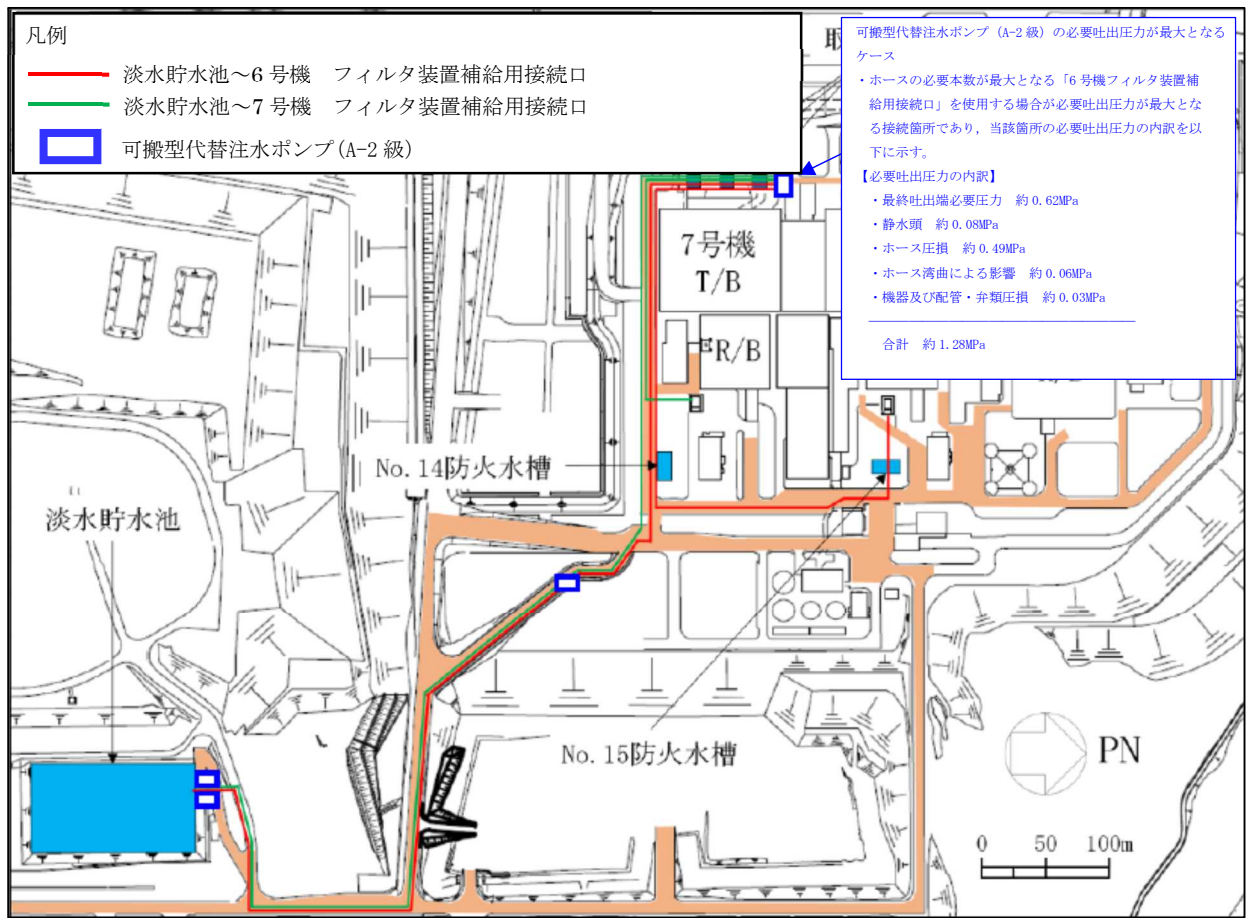 凡例
淡水貯水池～6号機 フィルタ装置補給用接続口
淡水貯水池～7号機 フィルタ装置補給用接続口
可搬型代替注水ポンプ(A-2級)
取
可搬型代替注水ポンプ（A-2級）の必要吐出圧力が最大となる
ケース
・ホースの必要本数が最大となる「6号機フィルタ装置補
給用接続口」を使用する場合が必要吐出圧力が最大とな
る接続箇所であり，当該箇所の必要吐出圧力の内訳を以
下に示す。
【必要吐出圧力の内訳】
・最終吐出端必要圧力 約0.62MPa
・静水頭 約0.08MPa
・ホース圧損 約0.49MPa
・ホース湾曲による影響 約0.06MPa
・機器及び配管・弁類圧損 約0.03MPa
合計 約1.28MPa
7号機
T/B
R/B
No.14防火水槽
淡水貯水池
No.15防火水槽
PN
0 50 100m